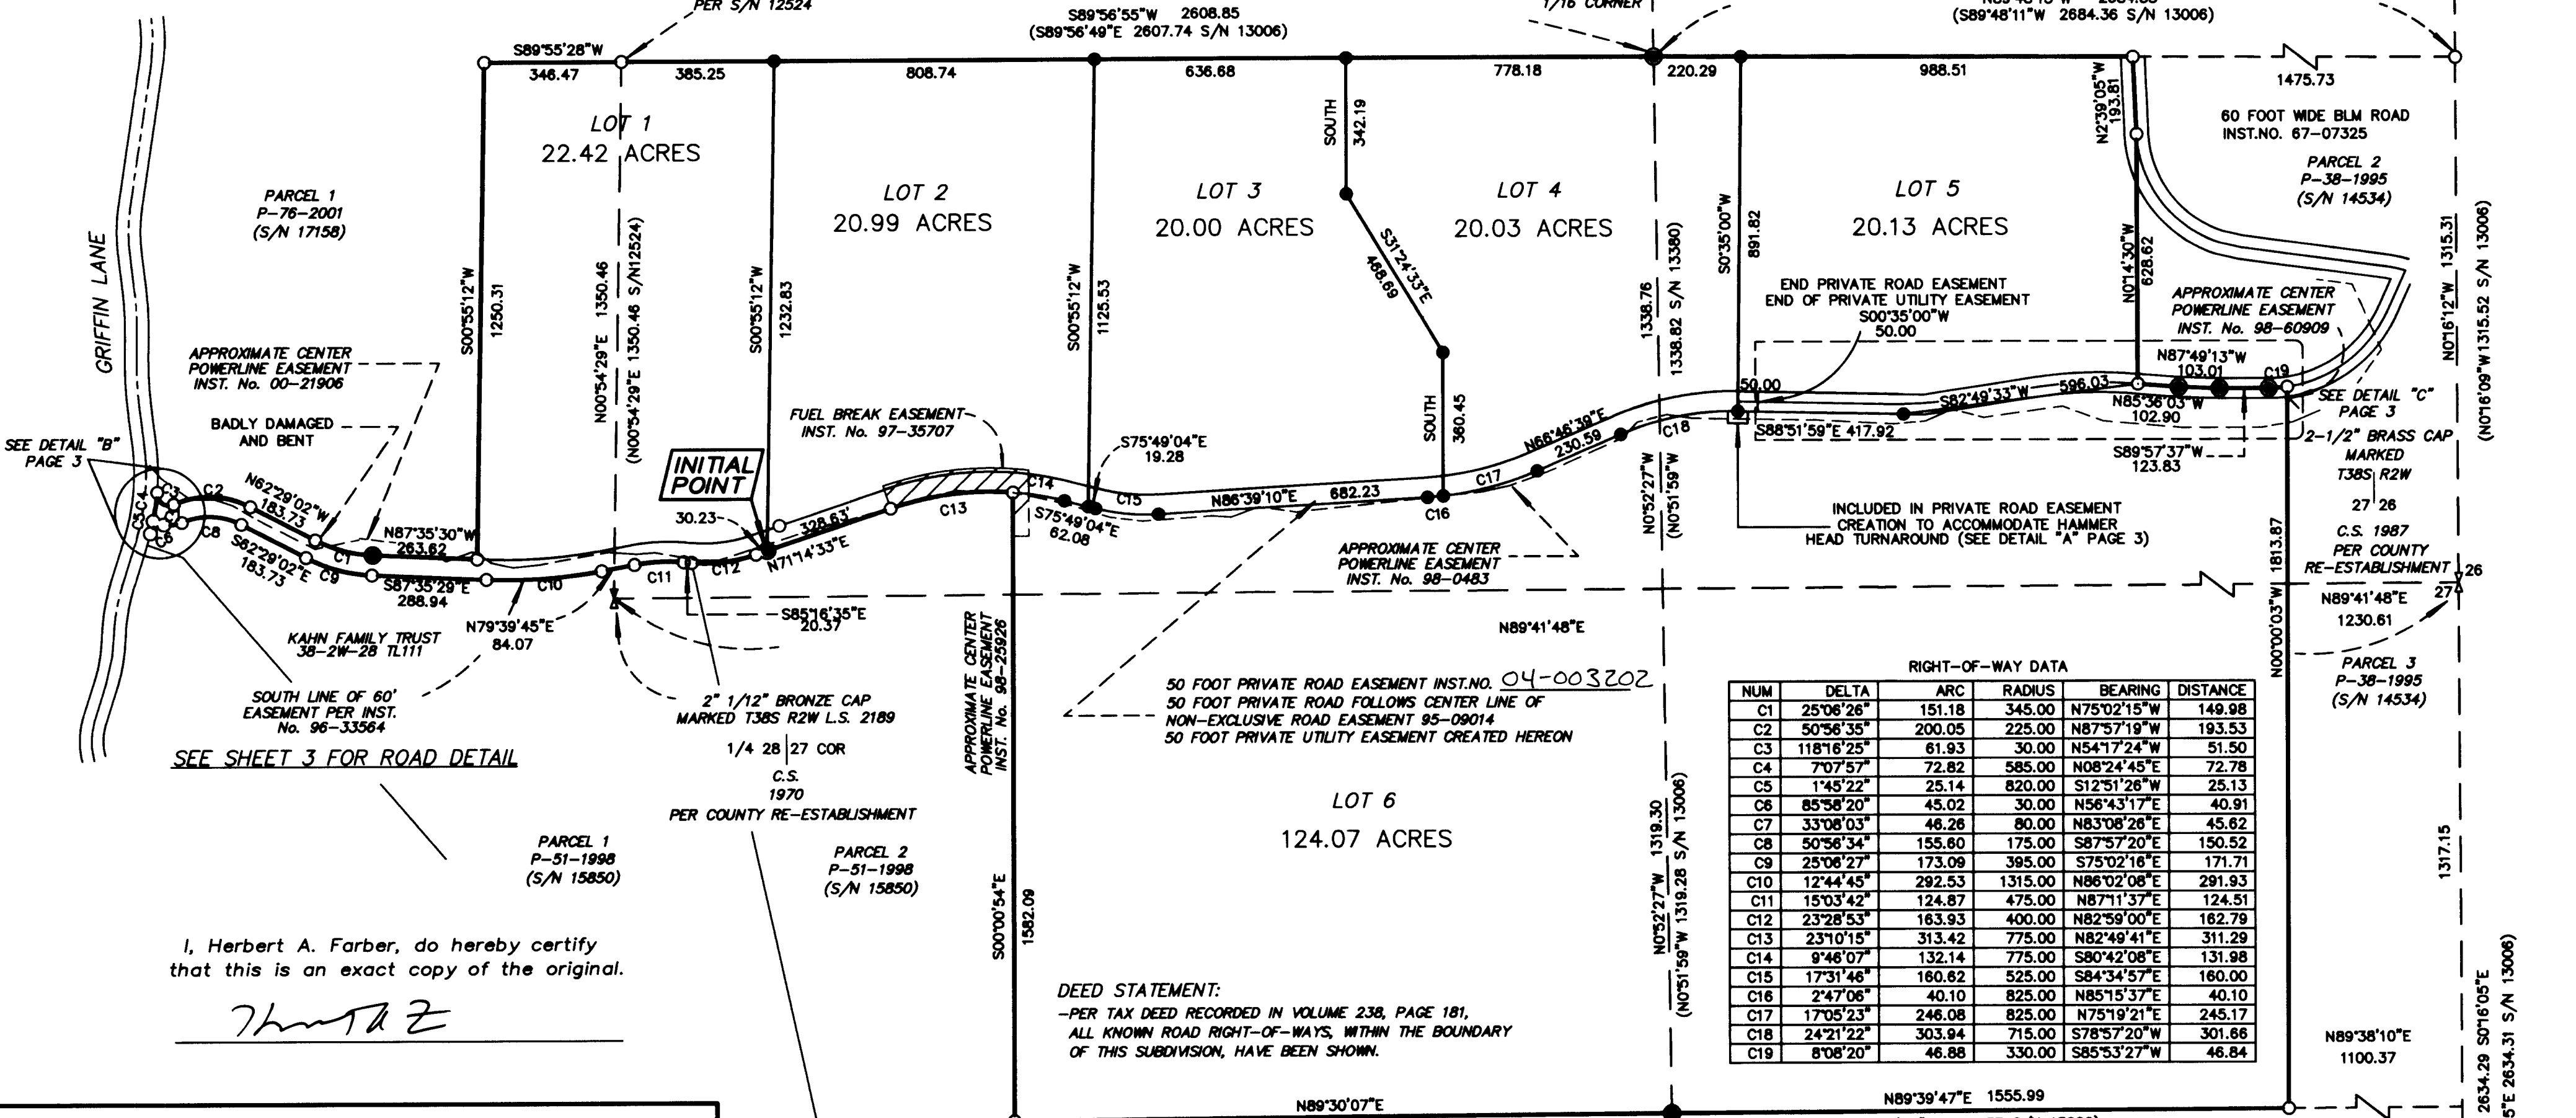 PER S/N 12524
S89°56'55"W 2608.85
(S89°56'49"E 2607.74 S/N 13006)
1/16 CORNER
(S89°48'11"W 2684.36 S/N 13006)
S89°55'28"W
346.47
385.25
808.74
636.68
778.18
220.29
988.51
1475.73
LOT 1
22.42 ACRES
LOT 2
20.99 ACRES
LOT 3
20.00 ACRES
LOT 4
20.03 ACRES
LOT 5
20.13 ACRES
SOUTH
342.19
S31°24'33"E
468.69
SOUTH
360.45
N2°39'05"W
193.81
60 FOOT WIDE BLM ROAD
INST.NO. 67-07325
PARCEL 2
P-38-1995
(S/N 14534)
PARCEL 1
P-76-2001
(S/N 17158)
GRIFFIN LANE
S00°55'12"W
1250.31
N00°54'29"E 1350.46
(N00°54'29"E 1350.46 S/N12524)
S00°55'12"W
1232.83
S00°55'12"W
1125.53
1338.76
1338.82 S/N 13380)
S0°35'00"W
891.82
N0°14'30"W
628.62
N0°16'12"W 1315.31
(N0°16'09"W1315.52 S/N 13006)
END PRIVATE ROAD EASEMENT
END OF PRIVATE UTILITY EASEMENT
S00°35'00"W
50.00
APPROXIMATE CENTER
POWERLINE EASEMENT
INST. No. 98-60909
N87°49'13"W
103.01
C19
APPROXIMATE CENTER
POWERLINE EASEMENT
INST. No. 00-21906
BADLY DAMAGED
AND BENT
SEE DETAIL "B"
PAGE 3
FUEL BREAK EASEMENT
INST. No. 97-35707
INITIAL
POINT
30.23
S75°49'04"E
19.28
50.00
S82°49'33"W
596.03
N85°36'03"W
102.90
SEE DETAIL "C"
PAGE 3
S88°51'59"E 417.92
S89°57'37"W
123.83
2-1/2" BRASS CAP
MARKED
T38S R2W
27 26
C.S. 1987
PER COUNTY
RE-ESTABLISHMENT
26
27
C3
C2
C4
C5
C6
C7
C8
N62°29'02"W
183.73
S62°29'02"E
183.73
C1
C9
N87°35'30"W
263.62
S87°35'29"E
288.94
C10
C11
C12
328.63'
N71°14'33"E
C13
C14
S75°49'04"E
62.08
C15
N86°39'10"E 682.23
C16
C17
N66°46'39"E
230.59
C18
N0°52'27"W
(N0°51'59"W
INCLUDED IN PRIVATE ROAD EASEMENT
CREATION TO ACCOMMODATE HAMMER
HEAD TURNAROUND (SEE DETAIL "A" PAGE 3)
APPROXIMATE CENTER
POWERLINE EASEMENT
INST. No. 98-0483
N00°00'03"W 1813.87
N89°41'48"E
1230.61
KAHN FAMILY TRUST
38-2W-28 TL111
N79°39'45"E
84.07
S85°16'35"E
20.37
N89°41'48"E
APPROXIMATE CENTER
POWERLINE EASEMENT
INST. No. 98-25926
SOUTH LINE OF 60'
EASEMENT PER INST.
No. 96-33564
SEE SHEET 3 FOR ROAD DETAIL
2" 1/12" BRONZE CAP
MARKED T38S R2W L.S. 2189
1/4 28 27 COR
C.S.
1970
PER COUNTY RE-ESTABLISHMENT
50 FOOT PRIVATE ROAD EASEMENT INST.NO. 04-003202
50 FOOT PRIVATE ROAD FOLLOWS CENTER LINE OF
NON-EXCLUSIVE ROAD EASEMENT 95-09014
50 FOOT PRIVATE UTILITY EASEMENT CREATED HEREON
PARCEL 3
P-38-1995
(S/N 14534)
LOT 6
124.07 ACRES
PARCEL 1
P-51-1998
(S/N 15850)
PARCEL 2
P-51-1998
(S/N 15850)
S00°00'54"E
1582.09
N0°52'27"W 1319.30
(N0°51'59"W 1319.28 S/N 13006)
1317.15
RIGHT-OF-WAY DATA
NUM DELTA ARC RADIUS BEARING DISTANCE
C1 25°06'26" 151.18 345.00 N75°02'15"W 149.98
C2 50°56'35" 200.05 225.00 N87°57'19"W 193.53
C3 118°16'25" 61.93 30.00 N54°17'24"W 51.50
C4 7°07'57" 72.82 585.00 N08°24'45"E 72.78
C5 1°45'22" 25.14 820.00 S12°51'26"W 25.13
C6 85°58'20" 45.02 30.00 N56°43'17"E 40.91
C7 33°08'03" 46.26 80.00 N83°08'26"E 45.62
C8 50°56'34" 155.60 175.00 S87°57'20"E 150.52
C9 25°06'27" 173.09 395.00 S75°02'16"E 171.71
C10 12°44'45" 292.53 1315.00 N86°02'08"E 291.93
C11 15°03'42" 124.87 475.00 N87°11'37"E 124.51
C12 23°28'53" 163.93 400.00 N82°59'00"E 162.79
C13 23°10'15" 313.42 775.00 N82°49'41"E 311.29
C14 9°46'07" 132.14 775.00 S80°42'08"E 131.98
C15 17°31'46" 160.62 525.00 S84°34'57"E 160.00
C16 2°47'06" 40.10 825.00 N85°15'37"E 40.10
C17 17°05'23" 246.08 825.00 N75°19'21"E 245.17
C18 24°21'22" 303.94 715.00 S78°57'20"W 301.66
C19 8°08'20" 46.88 330.00 S85°53'27"W 46.84
I, Herbert A. Farber, do hereby certify
that this is an exact copy of the original.
DEED STATEMENT:
-PER TAX DEED RECORDED IN VOLUME 238, PAGE 181,
ALL KNOWN ROAD RIGHT-OF-WAYS, WITHIN THE BOUNDARY
OF THIS SUBDIVISION, HAVE BEEN SHOWN.
N89°38'10"E
1100.37
2634.29 S0°16'05"E
5"E 2634.31 S/N 13006)
N89°30'07"E
N89°39'47"E 1555.99